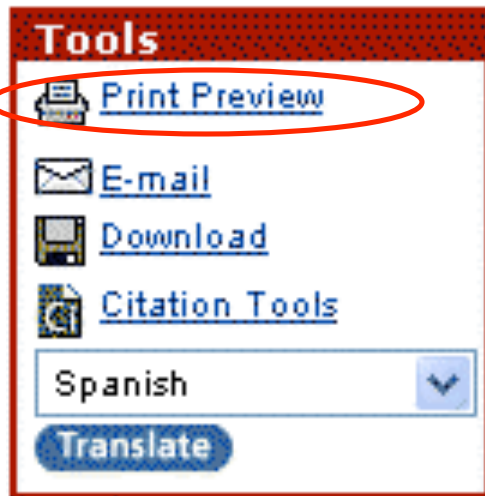 Tools
Print Preview
E-mail
Download
Citation Tools
Spanish
Translate